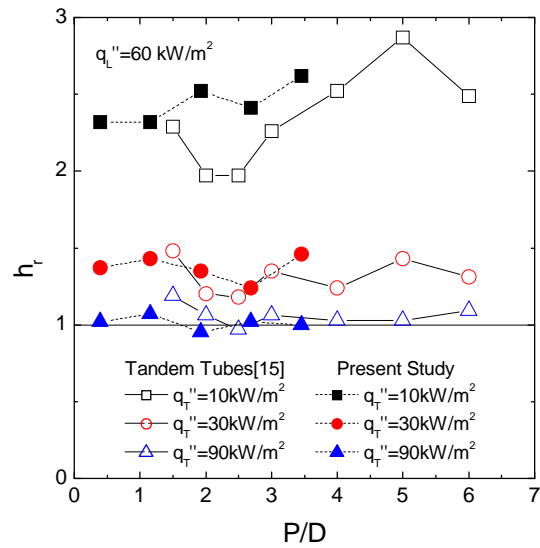 3
q_L''=60 kW/m²
2
h_r
1
Tandem Tubes[15] Present Study
q_T''=10kW/m² q_T''=10kW/m²
q_T''=30kW/m² q_T''=30kW/m²
q_T''=90kW/m² q_T''=90kW/m²
0
0 1 2 3 4 5 6 7
P/D